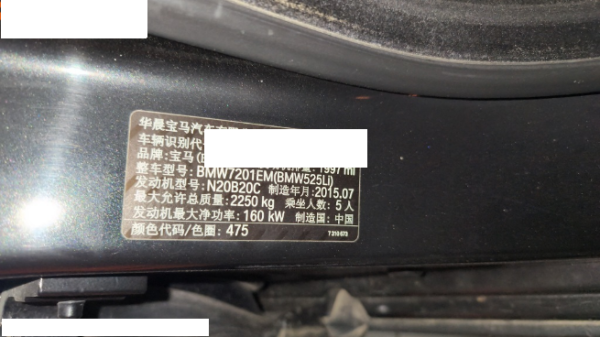 华晨宝马汽车有限
车辆识别代
品牌：宝马 1997 ml
整车型号：BMW7201EM(BMW525Li)
发动机型号：N20B20C 制造年月：2015.07
最大允许总质量：2250 kg 乘坐人数：5人
发动机最大净功率：160 kW 制造国：中国
颜色代码/色圈：475 7310473